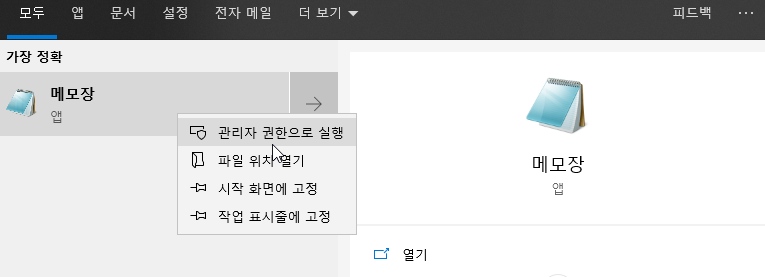 모두 앱 문서 설정 전자 메일 더 보기 피드백 ...
가장 정확
메모장
앱
관리자 권한으로 실행
파일 위치 열기
시작 화면에 고정
작업 표시줄에 고정
메모장
앱
열기